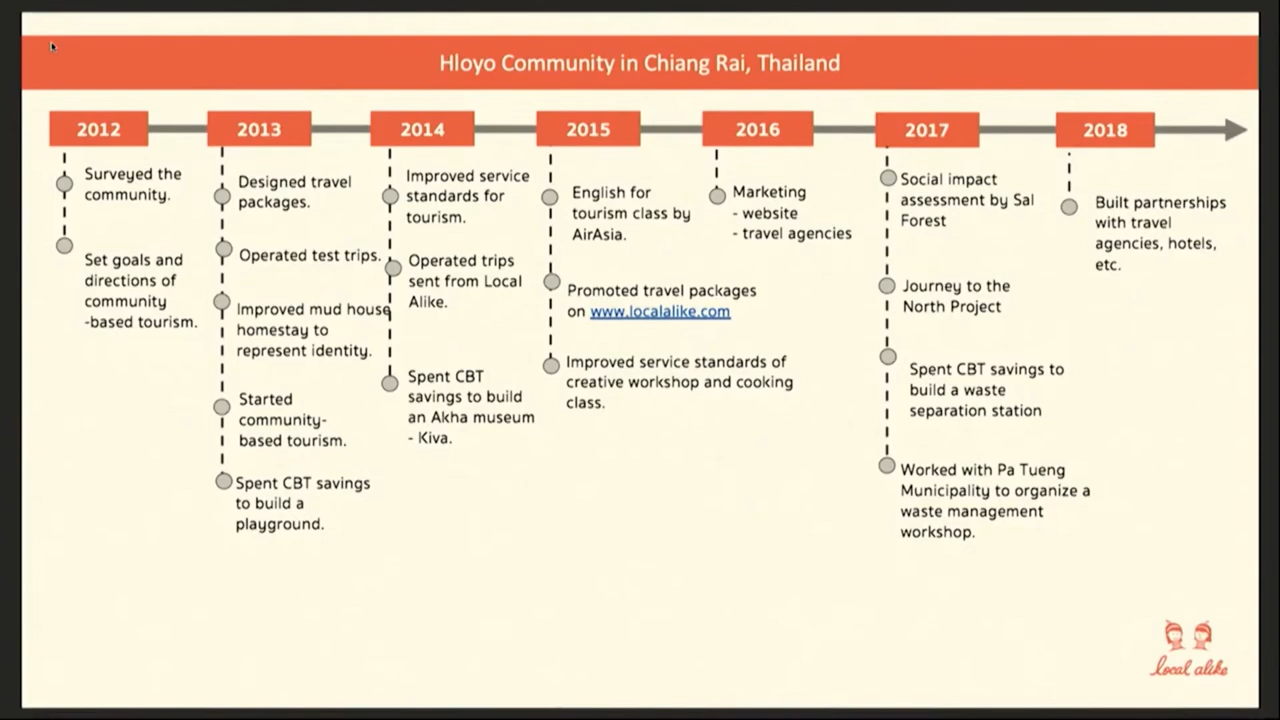 Hloyo Community in Chiang Rai, Thailand
2012
Surveyed the
community.
Set goals and
directions of
community
-based tourism.
2013
Designed travel
packages.
Operated test trips.
Improved mud house
homestay to
represent identity.
Started
community-
based tourism.
Spent CBT savings
to build a
playground.
2014
Improved service
standards for
tourism.
Operated trips
sent from Local
Alike.
Spent CBT
savings to build
an Akha museum
- Kiva.
2015
English for
tourism class by
AirAsia.
Promoted travel packages
on www.localalike.com
Improved service standards of
creative workshop and cooking
class.
2016
Marketing
- website
- travel agencies
2017
Social impact
assessment by Sal
Forest
Journey to the
North Project
Spent CBT savings to
build a waste
separation station
Worked with Pa Tueng
Municipality to organize a
waste management
workshop.
2018
Built partnerships
with travel
agencies, hotels,
etc.
local alike